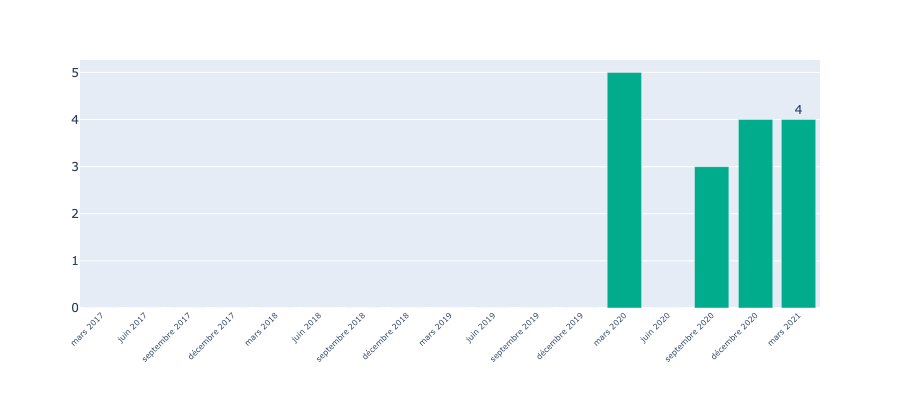 5
4
4
3
2
1
0
mars 2017
juin 2017
septembre 2017
décembre 2017
mars 2018
juin 2018
septembre 2018
décembre 2018
mars 2019
juin 2019
septembre 2019
décembre 2019
mars 2020
juin 2020
septembre 2020
décembre 2020
mars 2021